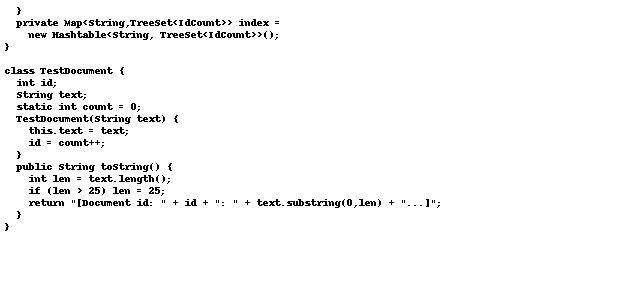 }
  private Map<String,TreeSet<IdCount>> index =
    new Hashtable<String, TreeSet<IdCount>>();
}

class TestDocument {
  int id;
  String text;
  static int count = 0;
  TestDocument(String text) {
    this.text = text;
    id = count++;
  }
  public String toString() {
    int len = text.length();
    if (len > 25) len = 25;
    return "[Document id: " + id + ": " + text.substring(0,len) + "...]";
  }
}